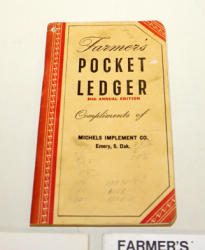 Farmer's
POCKET
LEDGER
Compliments of
MICHELS IMPLEMENT CO.
Emery, S. Dak.
FARMER'S